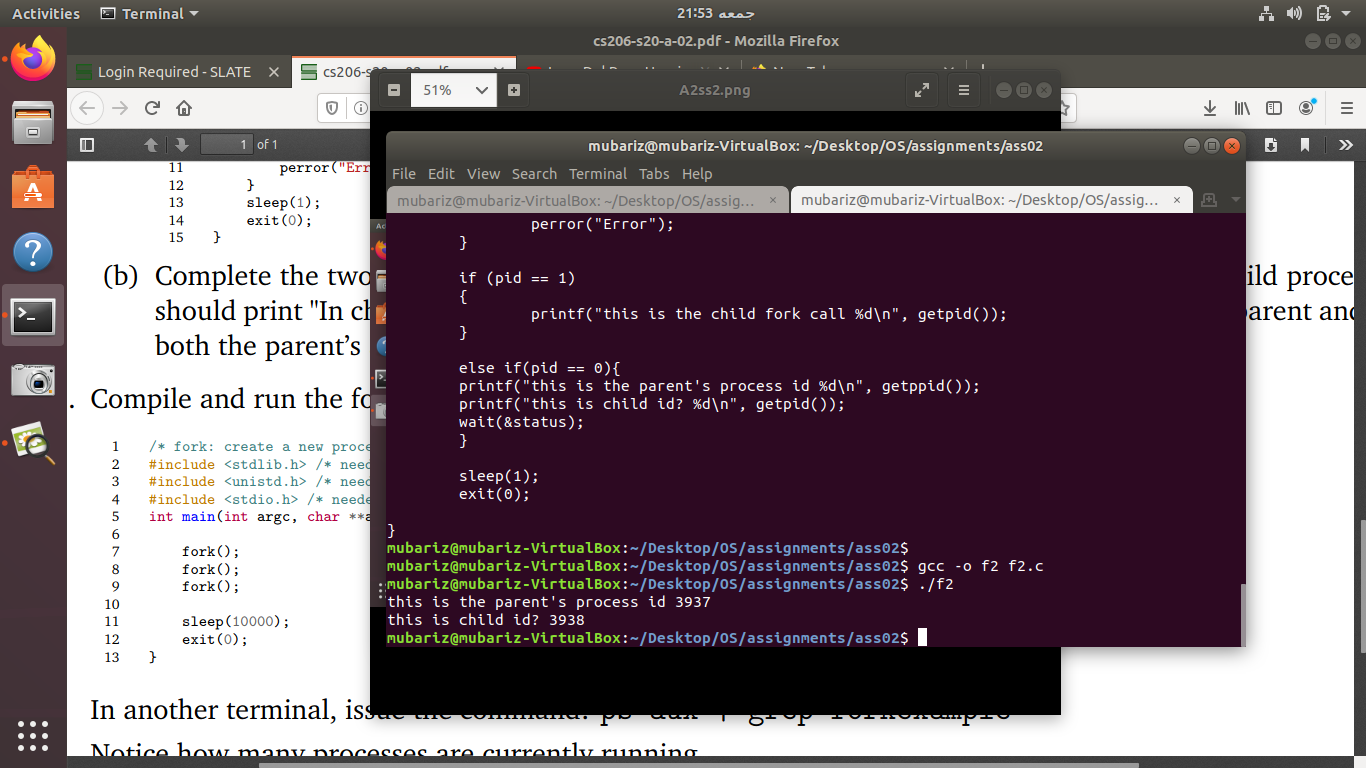 Activities
Terminal
جمعه 21:53
cs206-s20-a-02.pdf - Mozilla Firefox
Login Required - SLATE
cs206-s20
51%
A2ss2.png
1 of 1
mubariz@mubariz-VirtualBox: ~/Desktop/OS/assignments/ass02
File Edit View Search Terminal Tabs Help
mubariz@mubariz-VirtualBox: ~/Desktop/OS/assig...
mubariz@mubariz-VirtualBox: ~/Desktop/OS/assig...
11 perror("Err
12 }
13 sleep(1);
14 exit(0);
15 }
(b) Complete the two
ild proce
should print "In ch
arent and
both the parent’s
. Compile and run the fo
1 /* fork: create a new proce
2 #include <stdlib.h> /* need
3 #include <unistd.h> /* need
4 #include <stdio.h> /* neede
5 int main(int argc, char **a
6
7 fork();
8 fork();
9 fork();
10
11 sleep(10000);
12 exit(0);
13 }
In another terminal, issue the command: ps aux | grep forkexample
Notice how many processes are currently running
perror("Error");
}
if (pid == 1)
{
printf("this is the child fork call %d\n", getpid());
}
else if(pid == 0){
printf("this is the parent's process id %d\n", getppid());
printf("this is child id? %d\n", getpid());
wait(&status);
}
sleep(1);
exit(0);
}
mubariz@mubariz-VirtualBox:~/Desktop/OS/assignments/ass02$
mubariz@mubariz-VirtualBox:~/Desktop/OS/assignments/ass02$ gcc -o f2 f2.c
mubariz@mubariz-VirtualBox:~/Desktop/OS/assignments/ass02$ ./f2
this is the parent's process id 3937
this is child id? 3938
mubariz@mubariz-VirtualBox:~/Desktop/OS/assignments/ass02$